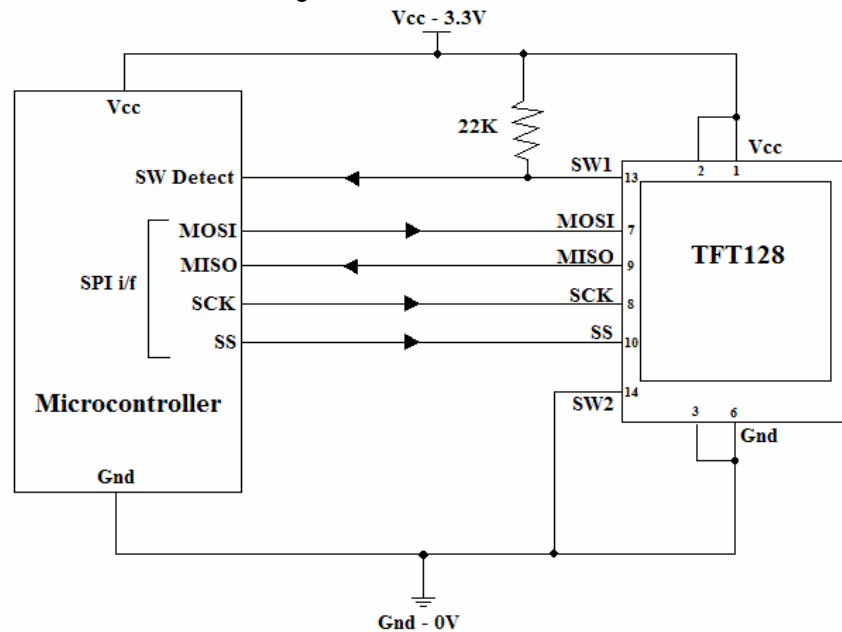 Vcc - 3.3V
Vcc
22K
Vcc
2 1
SW Detect
SW1
13
MOSI
MOSI
7
TFT128
SPI i/f
MISO
MISO
9
SCK
SCK
8
SS
SS
10
Microcontroller
14
SW2
3 6
Gnd
Gnd
Gnd - 0V